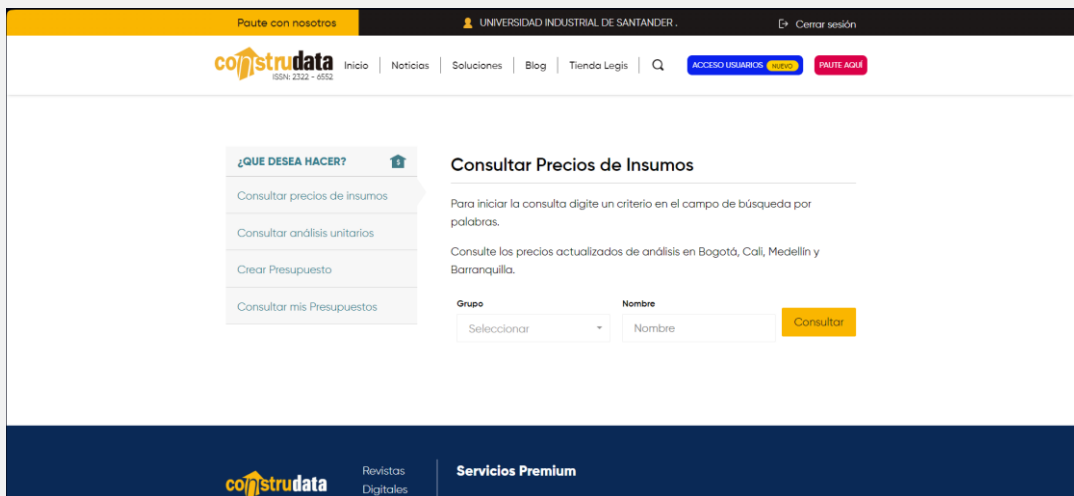 Paute con nosotros
UNIVERSIDAD INDUSTRIAL DE SANTANDER .
Cerrar sesión
construdata
ISSN: 2322 - 6552
Inicio
Noticias
Soluciones
Blog
Tienda Legis
ACCESO USUARIOS NUEVO
PAUTE AQUÍ
¿QUE DESEA HACER?
Consultar precios de insumos
Consultar análisis unitarios
Crear Presupuesto
Consultar mis Presupuestos
Consultar Precios de Insumos
Para iniciar la consulta digite un criterio en el campo de búsqueda por
palabras.
Consulte los precios actualizados de análisis en Bogotá, Cali, Medellín y
Barranquilla.
Grupo
Nombre
Seleccionar
Nombre
Consultar
construdata
Revistas
Digitales
Servicios Premium